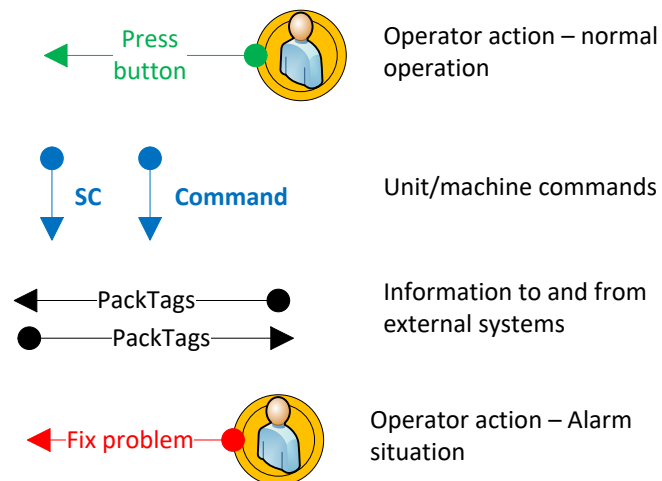 Press
button
Operator action – normal
operation
SC
Command
Unit/machine commands
PackTags
PackTags
Information to and from
external systems
Fix problem
Operator action – Alarm
situation